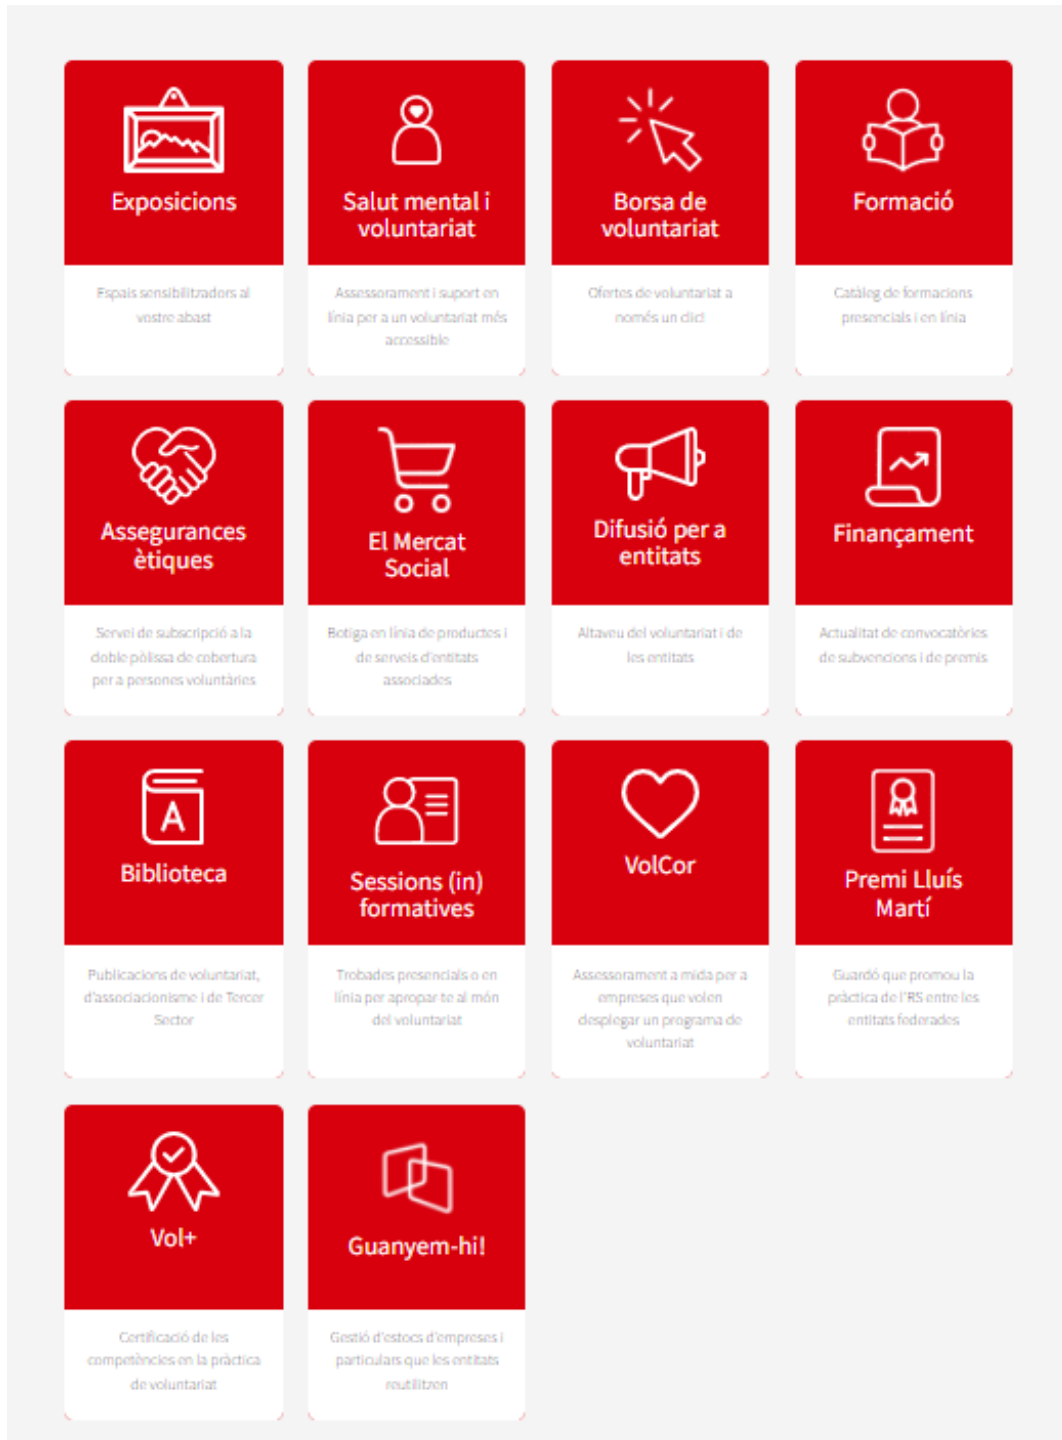 Exposicions
Espais sensibilitzadors al
vostre abast
Salut mental i
voluntariat
Assessorament i suport en
línia per a un voluntariat més
accessible
Borsa de
voluntariat
Ofertes de voluntariat a
només un clic!
Formació
Catàleg de formacions
presencials i en línia
Assegurances
ètiques
Servei de subscripció a la
doble pòlissa de cobertura
per a persones voluntàries
El Mercat
Social
Botiga en línia de productes i
de serveis d'entitats
associades
Difusió per a
entitats
Altaveu del voluntariat i de
les entitats
Finançament
Actualitat de convocatòries
de subvencions i de premis
Biblioteca
Publicacions de voluntariat,
d'associacionisme i de Tercer
Sector
Sessions (in)
formatives
Trobades presencials o en
línia per apropar te al món
del voluntariat
VolCor
Assessorament a mida per a
empreses que volen
desplegar un programa de
voluntariat
Premi Lluís
Martí
Guardó que promou la
pràctica de l'RS entre les
entitats federades
Vol+
Certificació de les
competències en la pràctica
de voluntariat
Guanyem-hi!
Gestió d'estocs d'empreses i
particulars que les entitats
reutilitzen